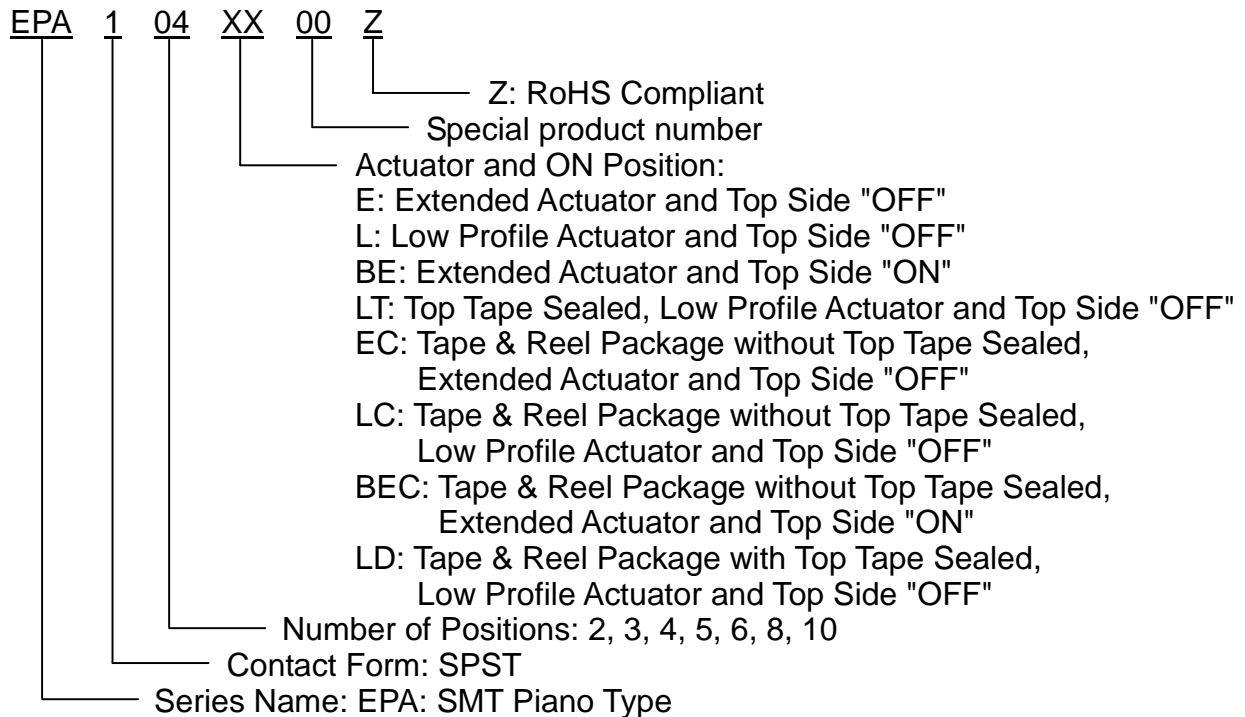 EPA 1 04 XX 00 Z
Z: RoHS Compliant
Special product number
Actuator and ON Position:
E: Extended Actuator and Top Side "OFF"
L: Low Profile Actuator and Top Side "OFF"
BE: Extended Actuator and Top Side "ON"
LT: Top Tape Sealed, Low Profile Actuator and Top Side "OFF"
EC: Tape & Reel Package without Top Tape Sealed,
Extended Actuator and Top Side "OFF"
LC: Tape & Reel Package without Top Tape Sealed,
Low Profile Actuator and Top Side "OFF"
BEC: Tape & Reel Package without Top Tape Sealed,
Extended Actuator and Top Side "ON"
LD: Tape & Reel Package with Top Tape Sealed,
Low Profile Actuator and Top Side "OFF"
Number of Positions: 2, 3, 4, 5, 6, 8, 10
Contact Form: SPST
Series Name: EPA: SMT Piano Type